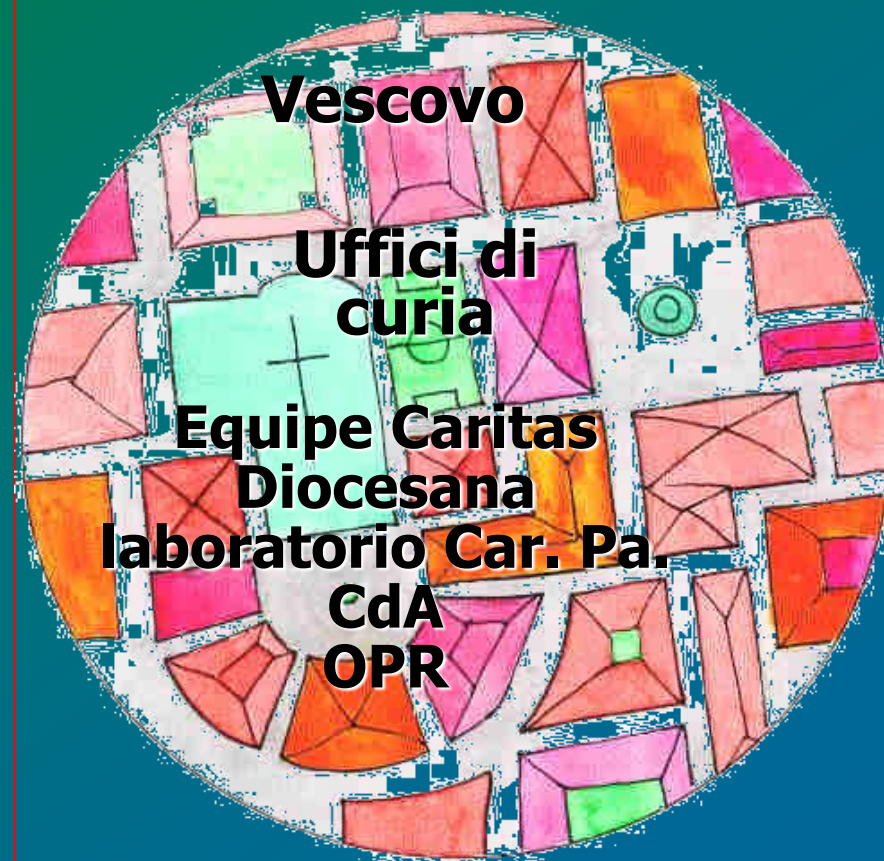 Vescovo
Uffici di
curia
Equipe Caritas
Diocesana
laboratorio Car. Pa.
CdA
OPR